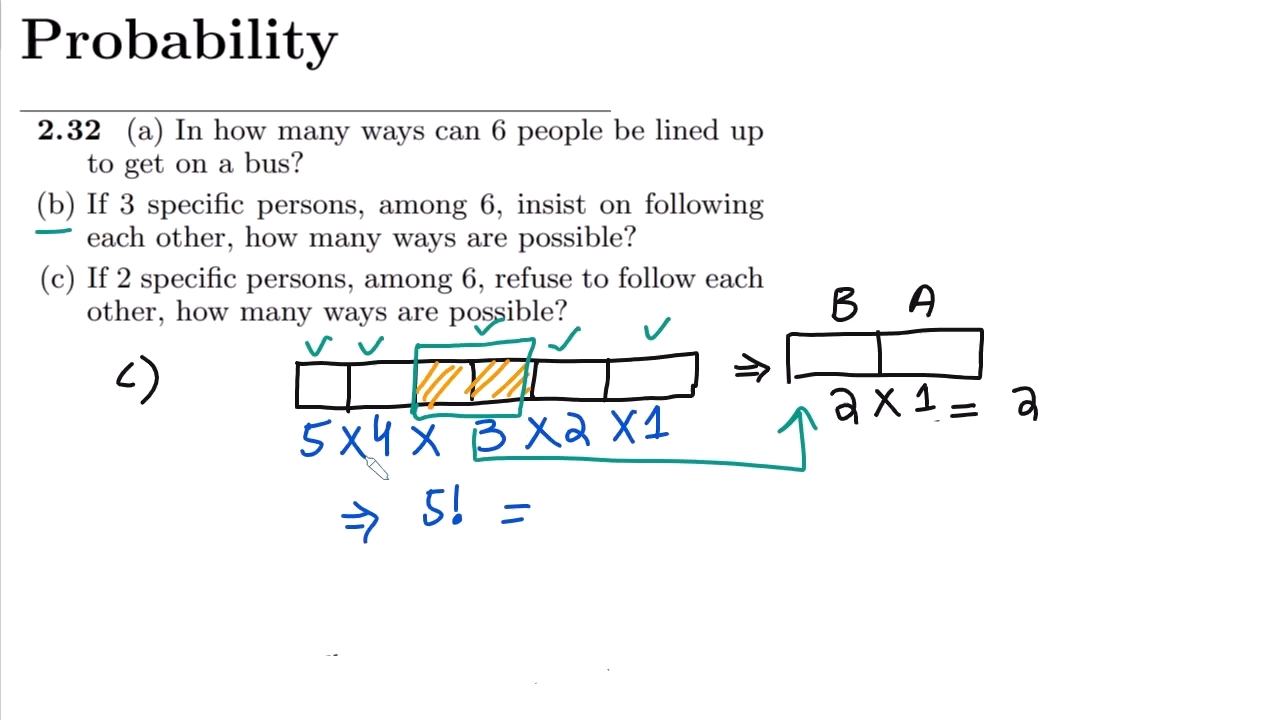 Probability
2.32 (a) In how many ways can 6 people be lined up
to get on a bus?
(b) If 3 specific persons, among 6, insist on following
each other, how many ways are possible?
(c) If 2 specific persons, among 6, refuse to follow each
other, how many ways are possible?
B A
c)
⇒
2 × 1 = 2
5 × 4 × 3 × 2 × 1
⇒ 5! =